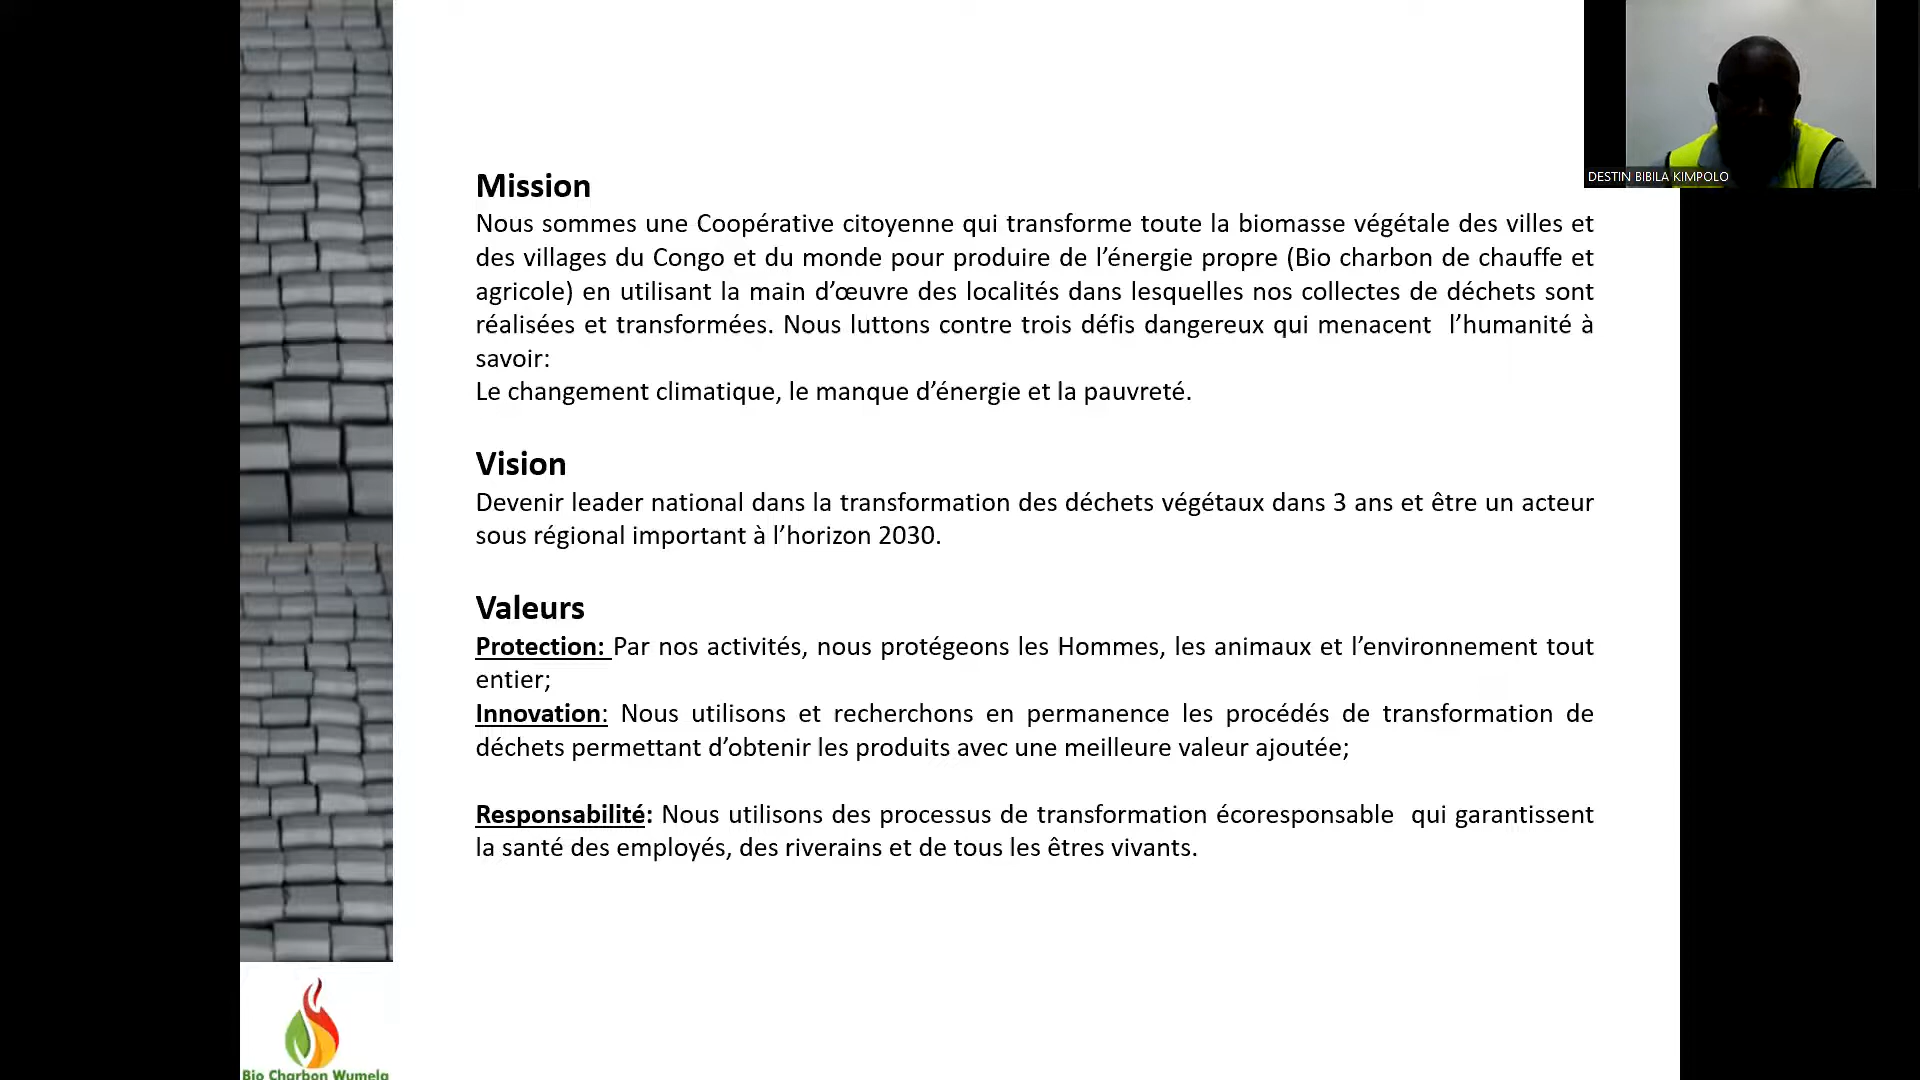 DESTIN BIBILA KIMPOLO
Mission
Nous sommes une Coopérative citoyenne qui transforme toute la biomasse végétale des villes et
des villages du Congo et du monde pour produire de l’énergie propre (Bio charbon de chauffe et
agricole) en utilisant la main d’œuvre des localités dans lesquelles nos collectes de déchets sont
réalisées et transformées. Nous luttons contre trois défis dangereux qui menacent l’humanité à
savoir:
Le changement climatique, le manque d’énergie et la pauvreté.
Vision
Devenir leader national dans la transformation des déchets végétaux dans 3 ans et être un acteur
sous régional important à l’horizon 2030.
Valeurs
Protection: Par nos activités, nous protégeons les Hommes, les animaux et l’environnement tout
entier;
Innovation: Nous utilisons et recherchons en permanence les procédés de transformation de
déchets permettant d’obtenir les produits avec une meilleure valeur ajoutée;
Responsabilité: Nous utilisons des processus de transformation écoresponsable qui garantissent
la santé des employés, des riverains et de tous les êtres vivants.
Bio Charbon Wumela